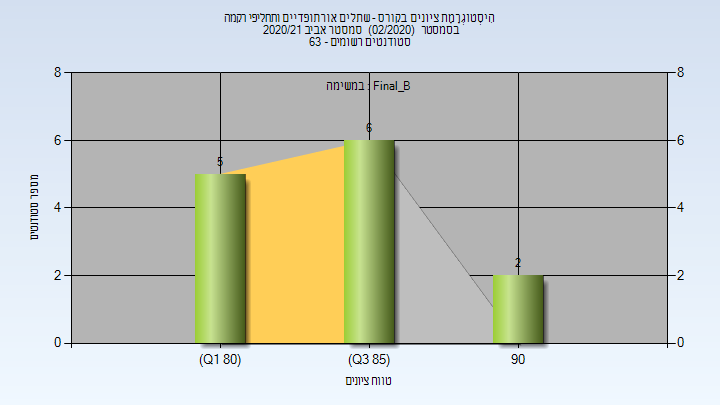 היסטוגרמת ציונים בקורס - שתלים אורתופדיים ותחליפי רקמה
בסמסטר (02/2020) סמסטר אביב 2020/21
סטודנטים רשומים - 63
במשימה : Final_B
8
6
4
2
0
8
6
4
2
0
5
6
2
מספר סטודנטים
(Q1 80)
(Q3 85)
90
טווח ציונים